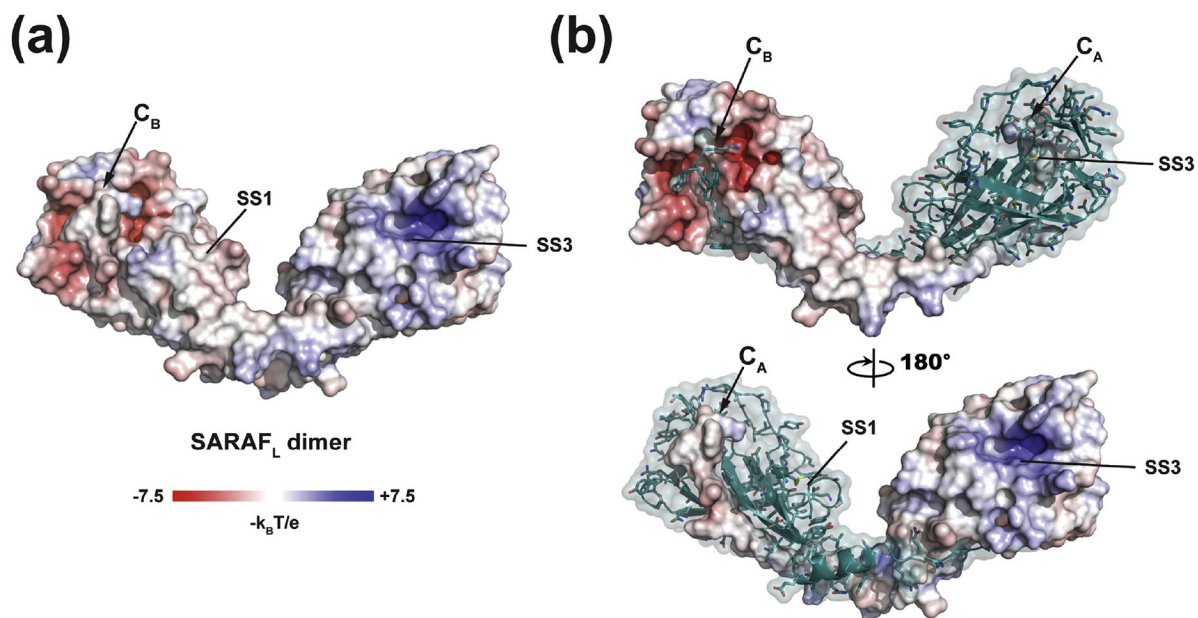 (a)
C_B
SS1
SS3
SARAF_L dimer
-7.5 +7.5
-k_BT/e
(b)
C_B
C_A
SS3
180°
C_A
SS1
SS3